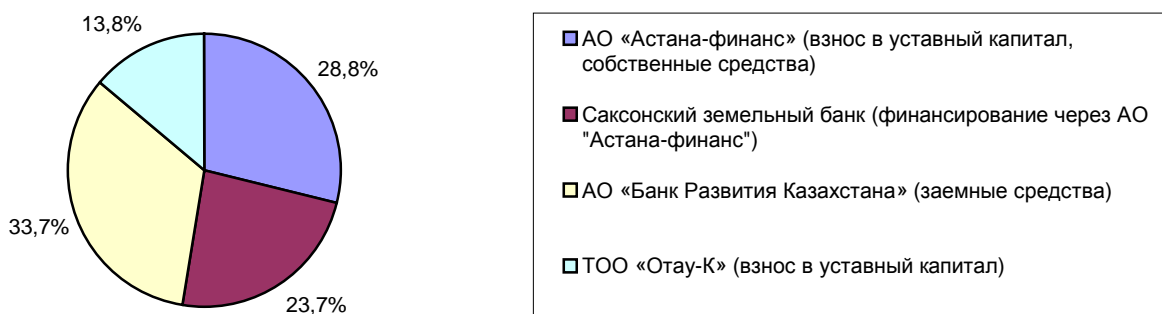 13,8%
28,8%
33,7%
23,7%
АО «Астана-финанс» (взнос в уставный капитал,
собственные средства)
Саксонский земельный банк (финансирование через АО
"Астана-финанс")
АО «Банк Развития Казахстана» (заемные средства)
ТОО «Отау-К» (взнос в уставный капитал)